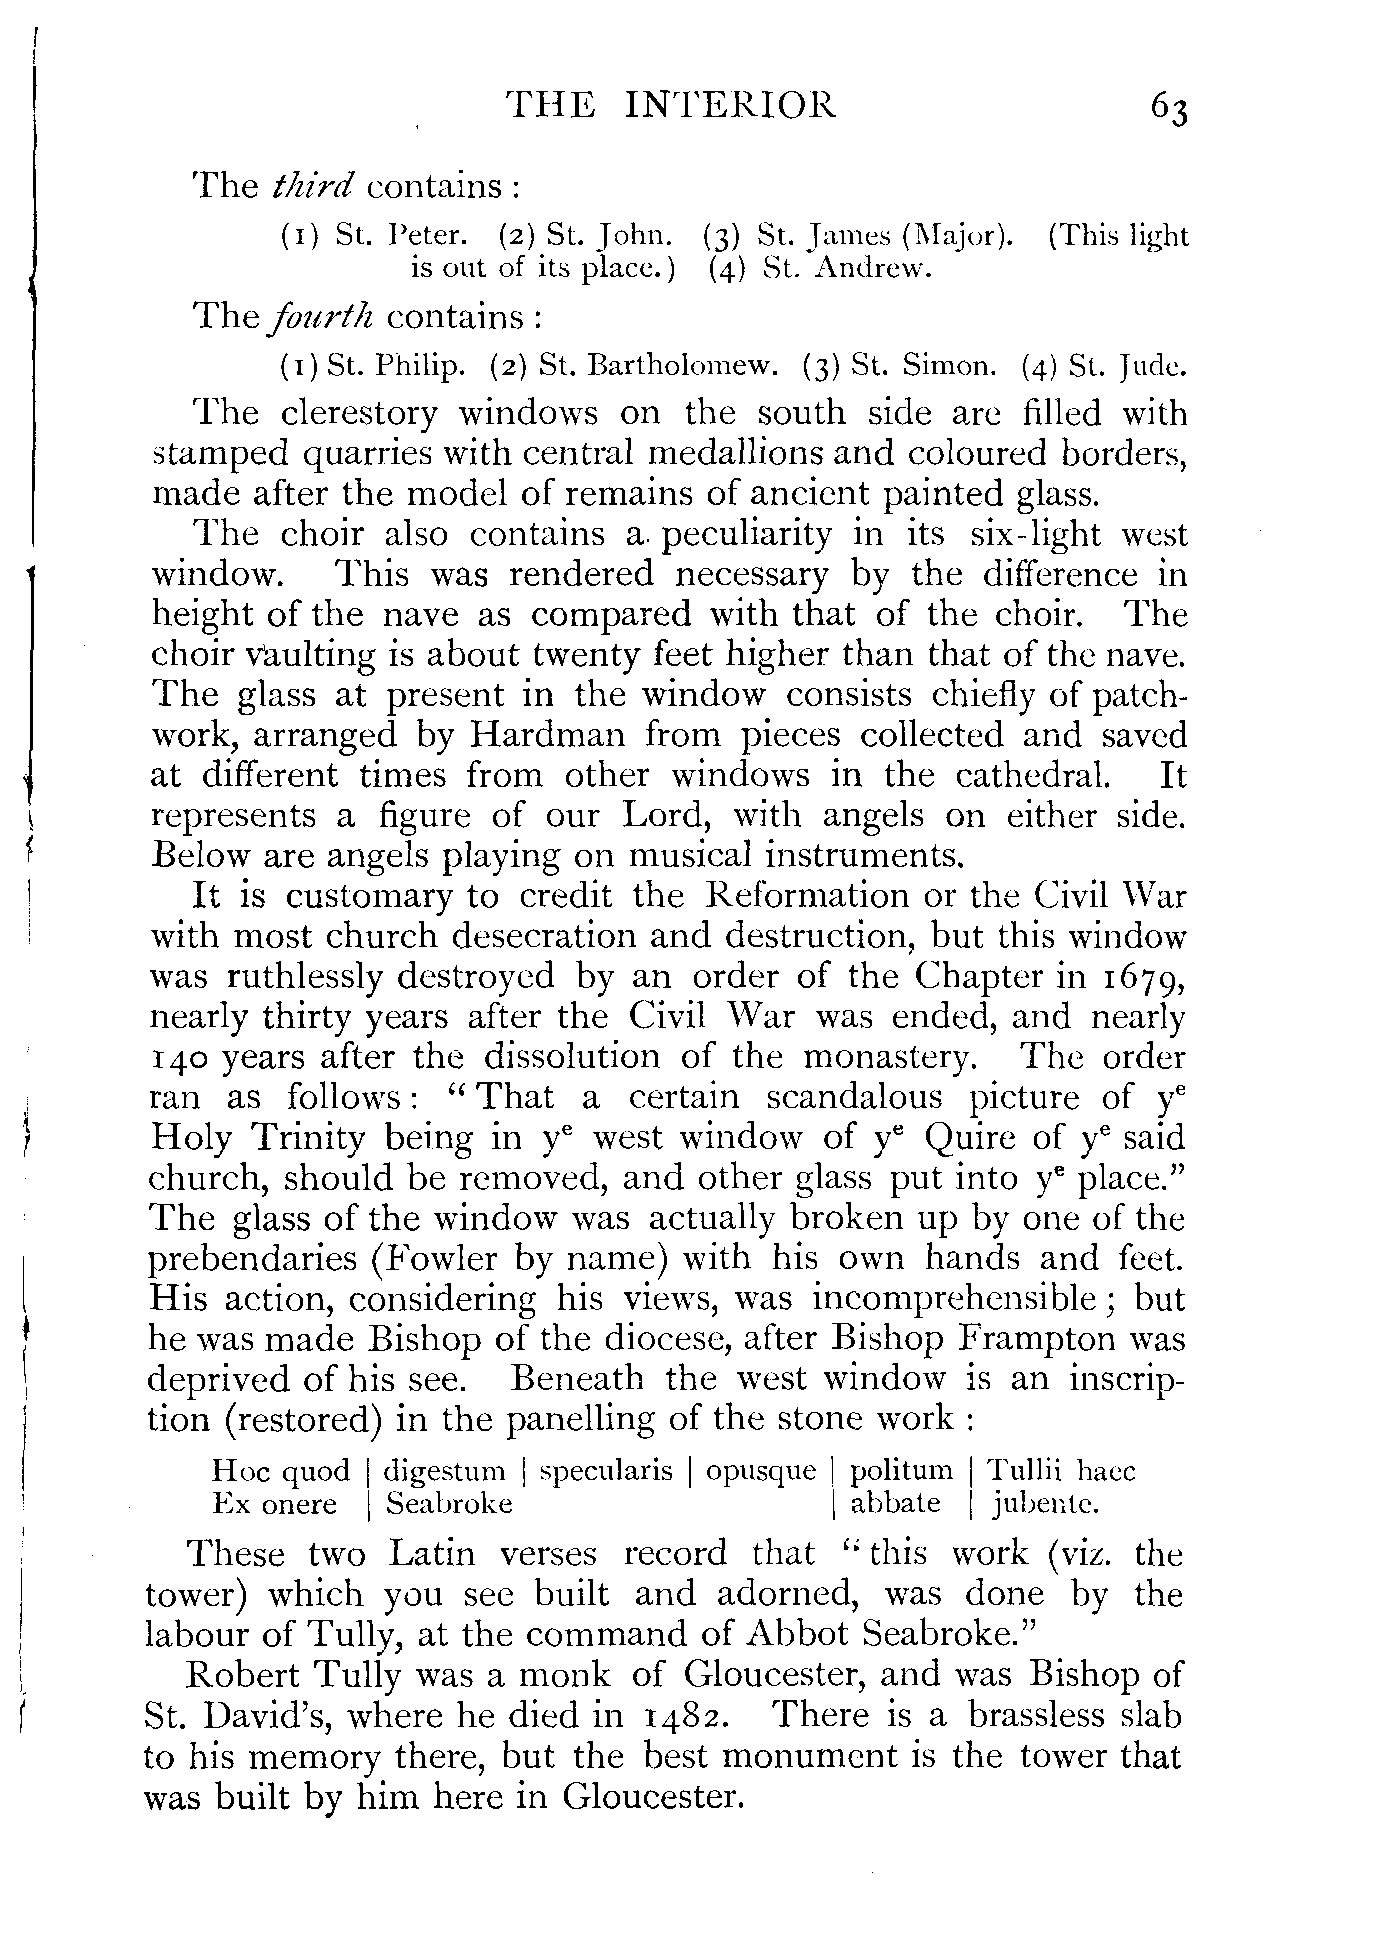 THE INTERIOR 63
The third contains :
(1) St. Peter. (2) St. John. (3) St. James (Major). (This light
is out of its place.) (4) St. Andrew.
The fourth contains :
(1) St. Philip. (2) St. Bartholomew. (3) St. Simon. (4) St. Jude.
The clerestory windows on the south side are filled with
stamped quarries with central medallions and coloured borders,
made after the model of remains of ancient painted glass.
The choir also contains a peculiarity in its six-light west
window. This was rendered necessary by the difference in
height of the nave as compared with that of the choir. The
choir vaulting is about twenty feet higher than that of the nave.
The glass at present in the window consists chiefly of patch-
work, arranged by Hardman from pieces collected and saved
at different times from other windows in the cathedral. It
represents a figure of our Lord, with angels on either side.
Below are angels playing on musical instruments.
It is customary to credit the Reformation or the Civil War
with most church desecration and destruction, but this window
was ruthlessly destroyed by an order of the Chapter in 1679,
nearly thirty years after the Civil War was ended, and nearly
140 years after the dissolution of the monastery. The order
ran as follows : “ That a certain scandalous picture of yᵉ
Holy Trinity being in yᵉ west window of yᵉ Quire of yᵉ said
church, should be removed, and other glass put into yᵉ place.”
The glass of the window was actually broken up by one of the
prebendaries (Fowler by name) with his own hands and feet.
His action, considering his views, was incomprehensible ; but
he was made Bishop of the diocese, after Bishop Frampton was
deprived of his see. Beneath the west window is an inscrip-
tion (restored) in the panelling of the stone work :
Hoc quod | digestum | specularis | opusque | politum | Tullii haec
Ex onere | Seabroke | abbate | jubente.
These two Latin verses record that “ this work (viz. the
tower) which you see built and adorned, was done by the
labour of Tully, at the command of Abbot Seabroke.”
Robert Tully was a monk of Gloucester, and was Bishop of
St. David’s, where he died in 1482. There is a brassless slab
to his memory there, but the best monument is the tower that
was built by him here in Gloucester.